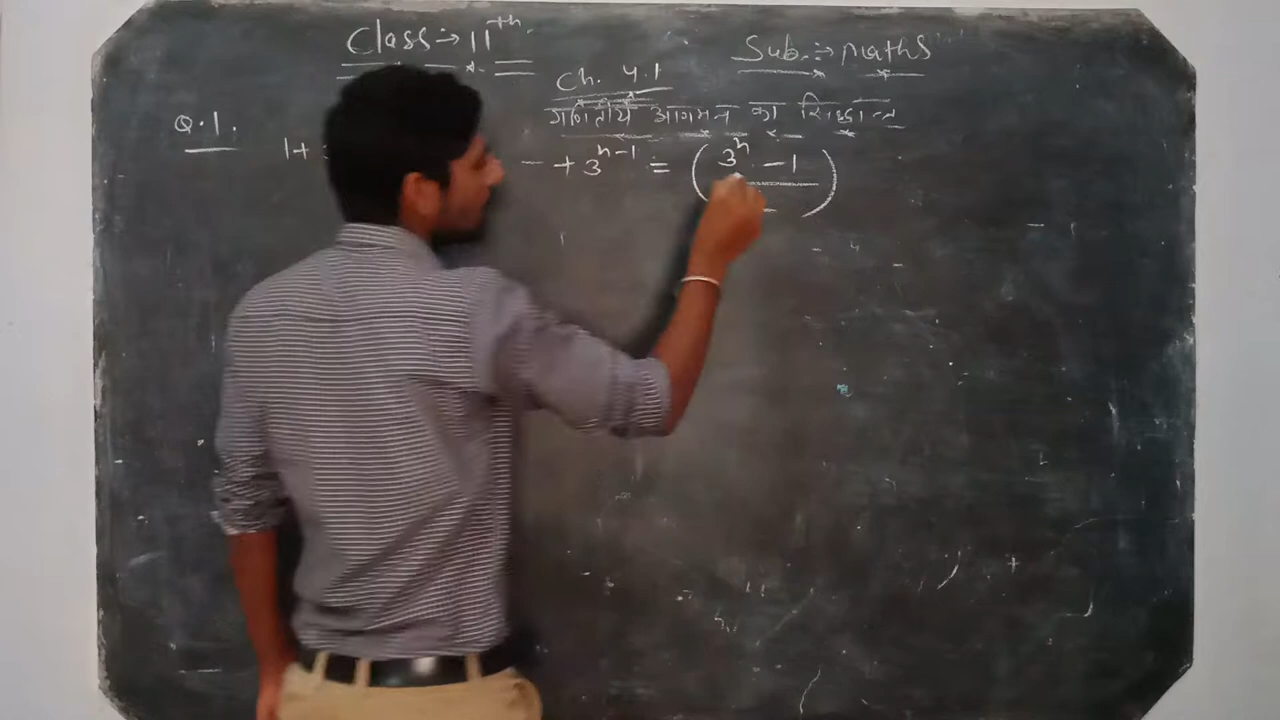 Class:→ 11th
Sub.:→ Maths
Ch. 4.1
गणितीय आगमन का सिद्धान्त
Q.1. 1+ - + 3^(n-1) = (3^n - 1)